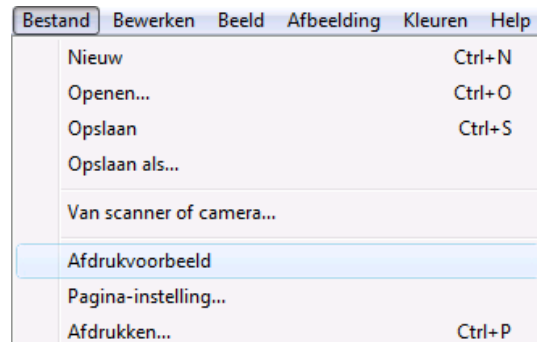 Bestand Bewerken Beeld Afbeelding Kleuren Help
Nieuw Ctrl+N
Openen... Ctrl+O
Opslaan Ctrl+S
Opslaan als...
Van scanner of camera...
Afdrukvoorbeeld
Pagina-instelling...
Afdrukken... Ctrl+P